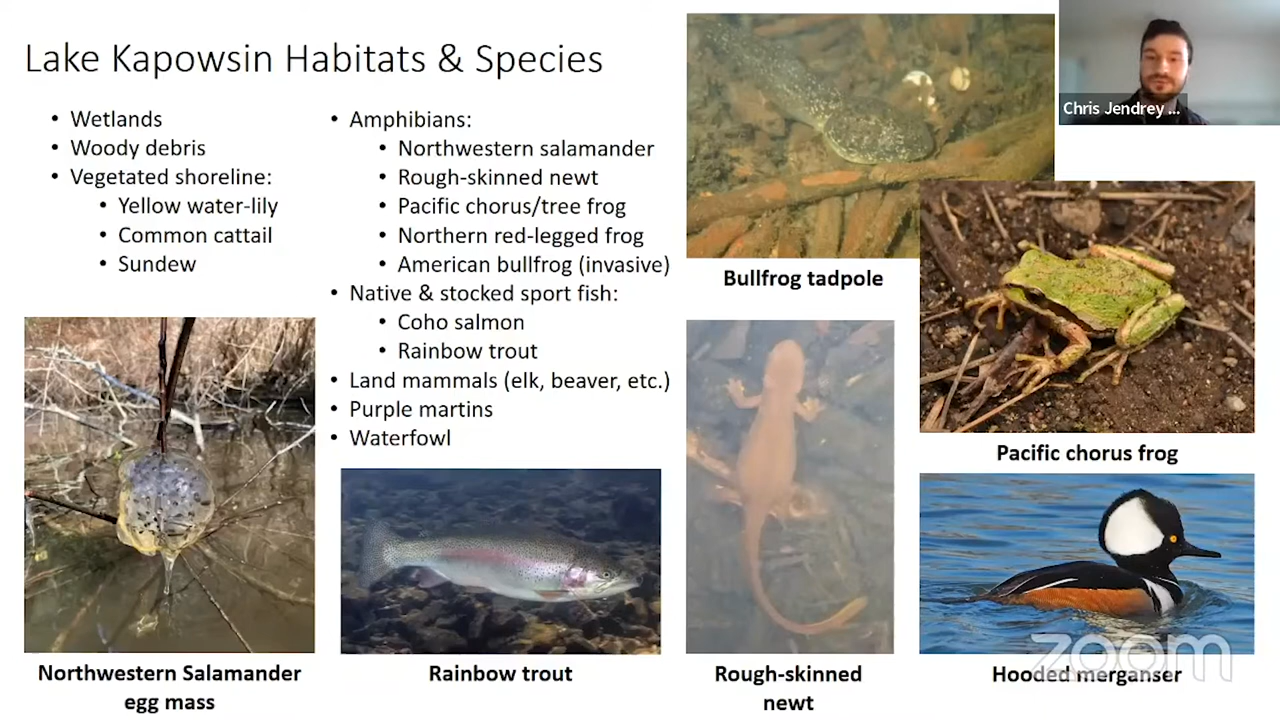 Lake Kapowsin Habitats & Species
• Wetlands
• Woody debris
• Vegetated shoreline:
• Yellow water-lily
• Common cattail
• Sundew
• Amphibians:
• Northwestern salamander
• Rough-skinned newt
• Pacific chorus/tree frog
• Northern red-legged frog
• American bullfrog (invasive)
• Native & stocked sport fish:
• Coho salmon
• Rainbow trout
• Land mammals (elk, beaver, etc.)
• Purple martins
• Waterfowl
Chris Jendrey ...
Bullfrog tadpole
Pacific chorus frog
Northwestern Salamander
egg mass
Rainbow trout
Rough-skinned
newt
Hooded merganser
zoom